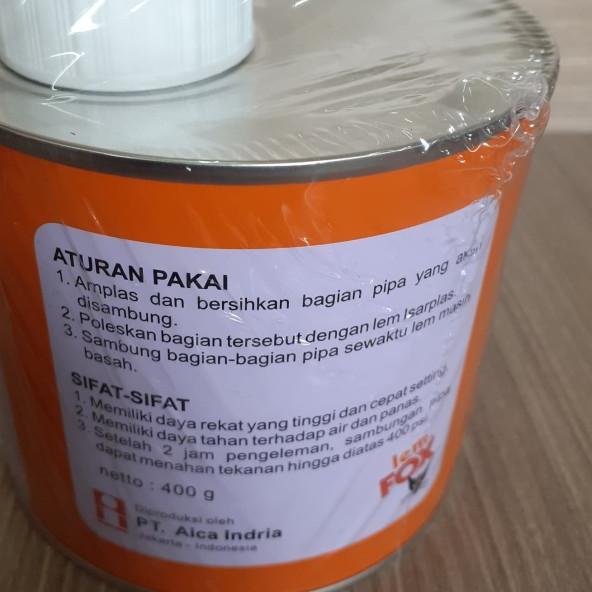 ATURAN PAKAI
1. Amplas dan bersihkan bagian pipa yang akan
disambung.
2. Poleskan bagian tersebut dengan lem Isarplas.
3. Sambung bagian-bagian pipa sewaktu lem masih
basah.
SIFAT-SIFAT
1. Memiliki daya rekat yang tinggi dan cepat setting.
2. Memiliki daya tahan terhadap air dan panas.
3. Setelah 2 jam pengeleman, sambungan pipa
dapat menahan tekanan hingga diatas 400 psi.
netto : 400 g
lem
FOX
Diproduksi oleh
PT. Aica Indria
Jakarta - Indonesia